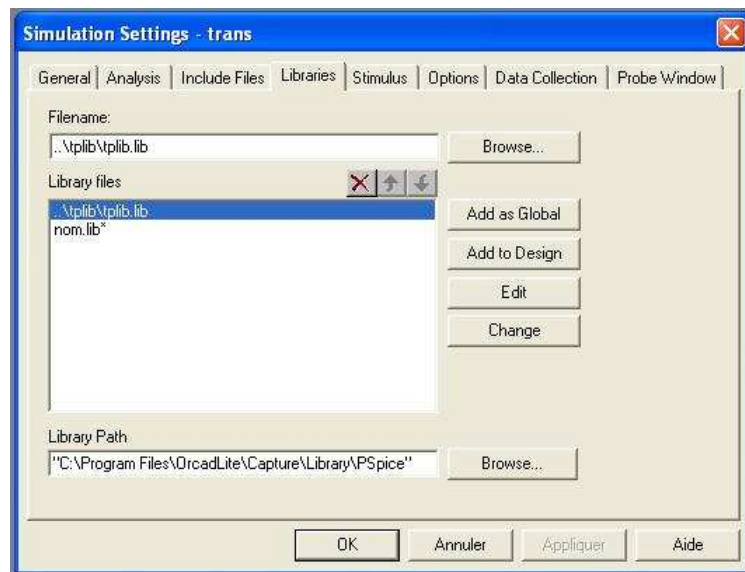 Simulation Settings - trans
General Analysis Include Files Libraries Stimulus Options Data Collection Probe Window
Filename:
..\tplib\tplib.lib Browse...
Library files
..\tplib\tplib.lib Add as Global
nom.lib*
Add to Design
Edit
Change
Library Path
"C:\Program Files\OrcadLite\Capture\Library\PSpice" Browse...
OK Annuler Appliquer Aide